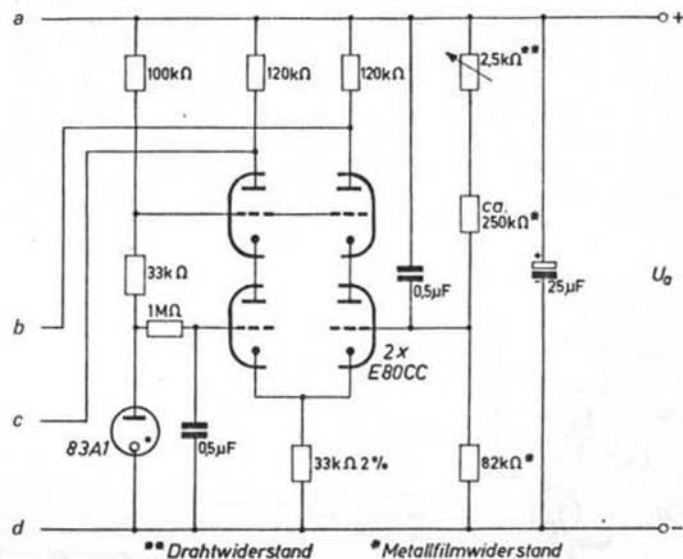 a
+
100kΩ
120kΩ
120kΩ
2,5kΩ**
ca.
250kΩ*
33kΩ
0,5µF
+
-
25µF
Ua
1MΩ
b
2x
E80CC
c
83A1
0,5µF
33kΩ 2%
82kΩ*
d
-
** Drahtwiderstand
* Metallfilmwiderstand